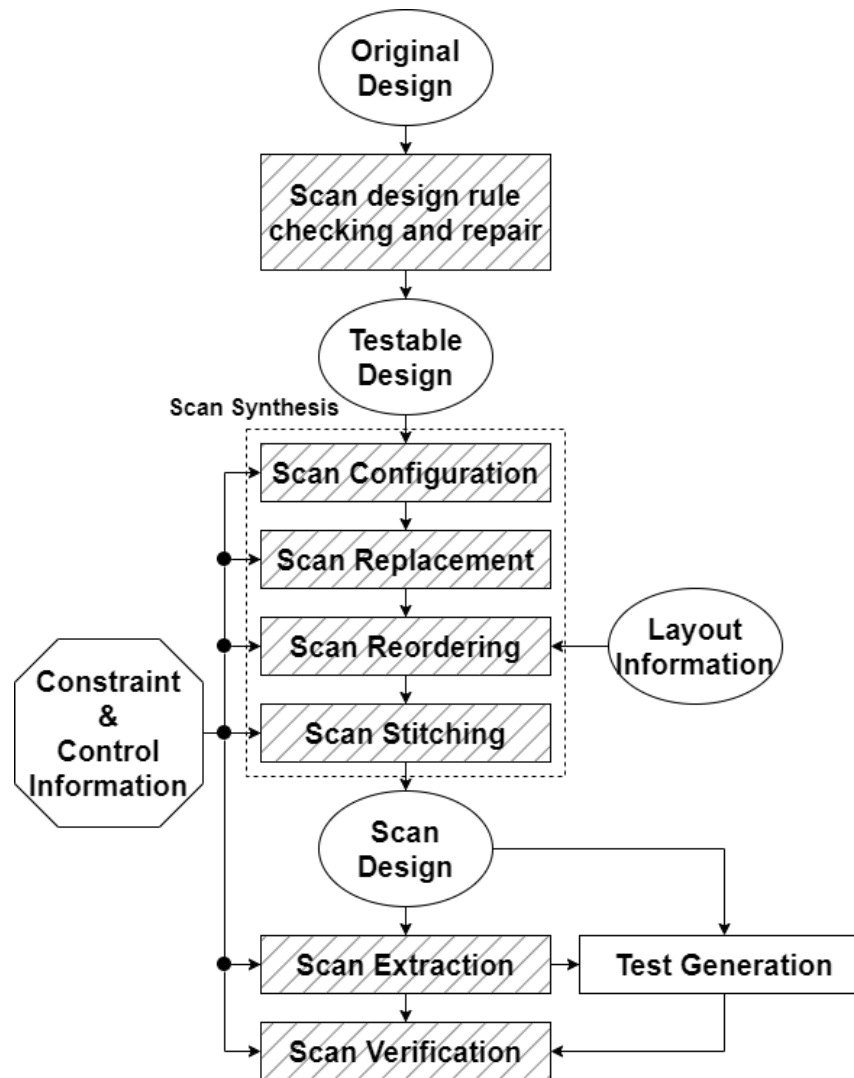 Original
Design
Scan design rule
checking and repair
Testable
Design
Scan Synthesis
Scan Configuration
Scan Replacement
Scan Reordering
Layout
Information
Scan Stitching
Constraint
&
Control
Information
Scan
Design
Scan Extraction
Test Generation
Scan Verification